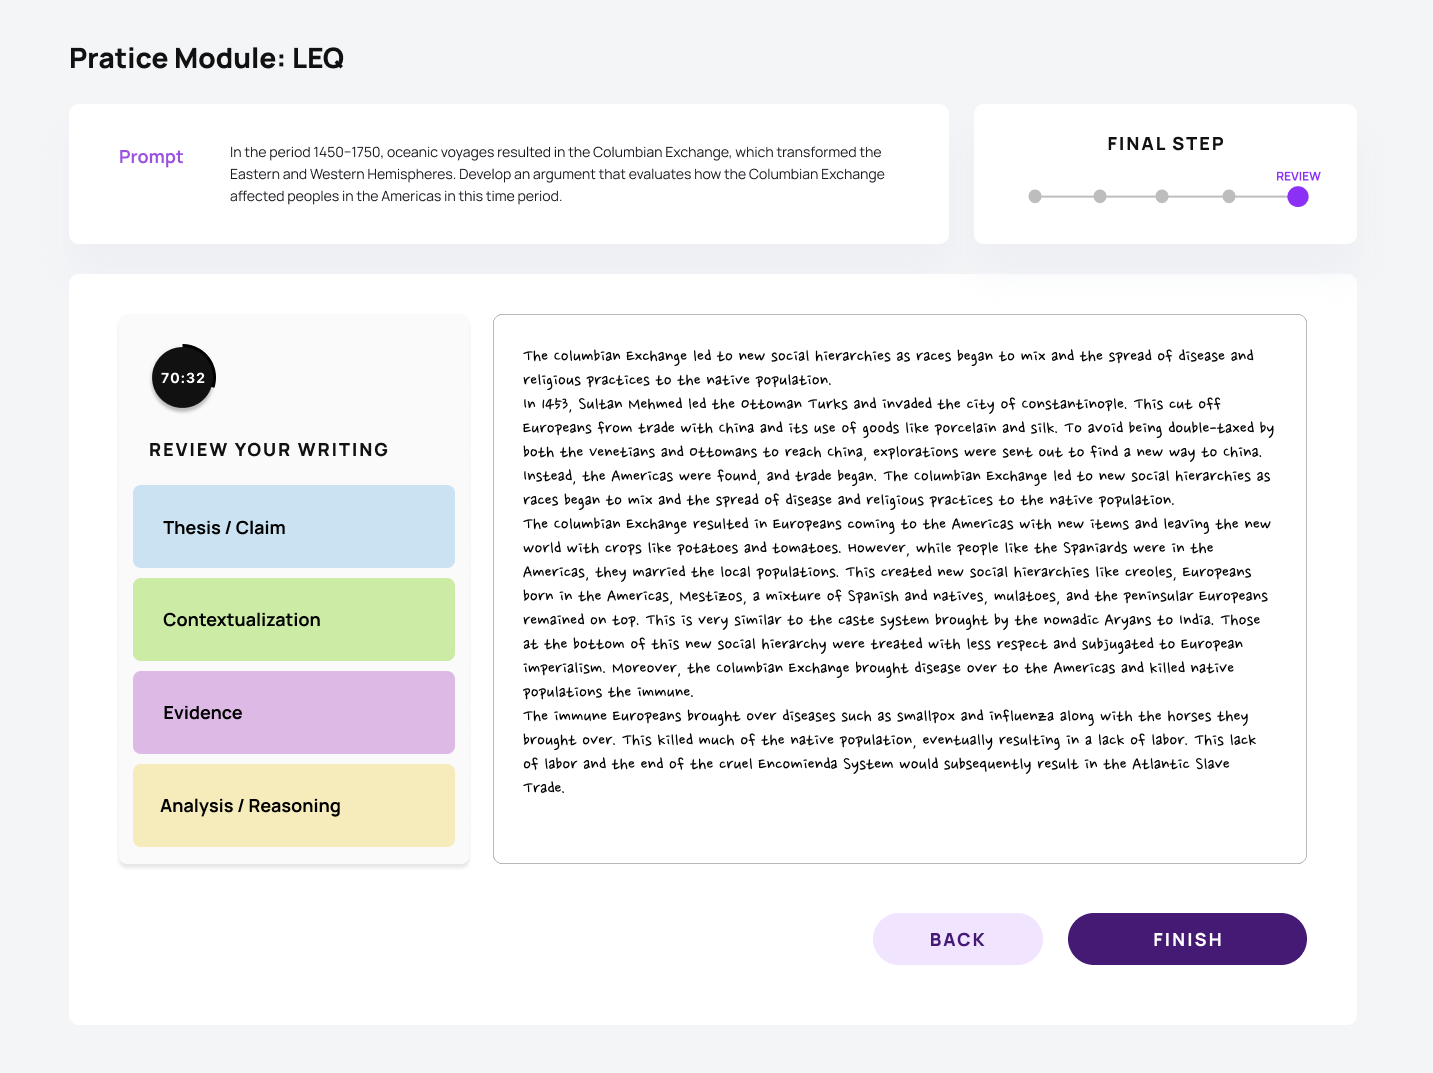 Pratice Module: LEQ
Prompt
In the period 1450–1750, oceanic voyages resulted in the Columbian Exchange, which transformed the
Eastern and Western Hemispheres. Develop an argument that evaluates how the Columbian Exchange
affected peoples in the Americas in this time period.
FINAL STEP
REVIEW
70:32
REVIEW YOUR WRITING
Thesis / Claim
Contextualization
Evidence
Analysis / Reasoning
The Columbian Exchange led to new social hierarchies as races began to mix and the spread of disease and
religious practices to the native population.
In 1453, Sultan Mehmed led the Ottoman Turks and invaded the city of Constantinople. This cut off
Europeans from trade with China and its use of goods like porcelain and silk. To avoid being double-taxed by
both the Venetians and Ottomans to reach China, explorations were sent out to find a new way to China.
Instead, the Americas were found, and trade began. The Columbian Exchange led to new social hierarchies as
races began to mix and the spread of disease and religious practices to the native population.
The Columbian Exchange resulted in Europeans coming to the Americas with new items and leaving the new
world with crops like potatoes and tomatoes. However, while people like the Spaniards were in the
Americas, they married the local populations. This created new social hierarchies like creoles, Europeans
born in the Americas, Mestizos, a mixture of Spanish and natives, mulatoes, and the peninsular Europeans
remained on top. This is very similar to the caste system brought by the nomadic Aryans to India. Those
at the bottom of this new social hierarchy were treated with less respect and subjugated to European
imperialism. Moreover, the Columbian Exchange brought disease over to the Americas and killed native
populations the immune.
The immune Europeans brought over diseases such as smallpox and influenza along with the horses they
brought over. This killed much of the native population, eventually resulting in a lack of labor. This lack
of labor and the end of the cruel Encomienda System would subsequently result in the Atlantic Slave
Trade.
BACK
FINISH